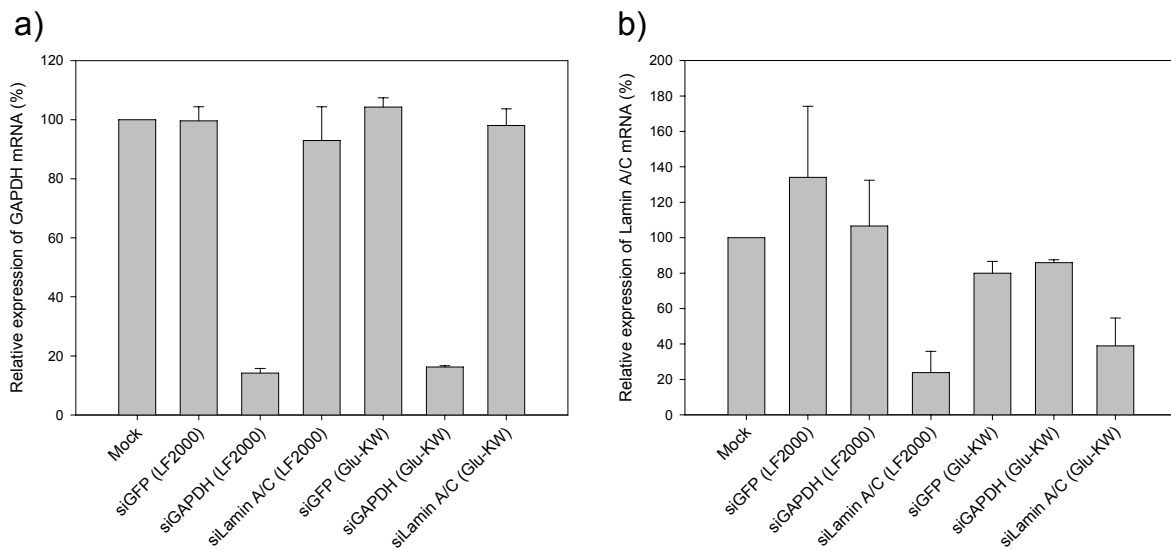 a)
Relative expression of GAPDH mRNA (%)
120
100
80
60
40
20
0
Mock
siGFP (LF2000)
siGAPDH (LF2000)
siLamin A/C (LF2000)
siGFP (Glu-KW)
siGAPDH (Glu-KW)
siLamin A/C (Glu-KW)
b)
Relative expression of Lamin A/C mRNA (%)
200
180
160
140
120
100
80
60
40
20
0
Mock
siGFP (LF2000)
siGAPDH (LF2000)
siLamin A/C (LF2000)
siGFP (Glu-KW)
siGAPDH (Glu-KW)
siLamin A/C (Glu-KW)